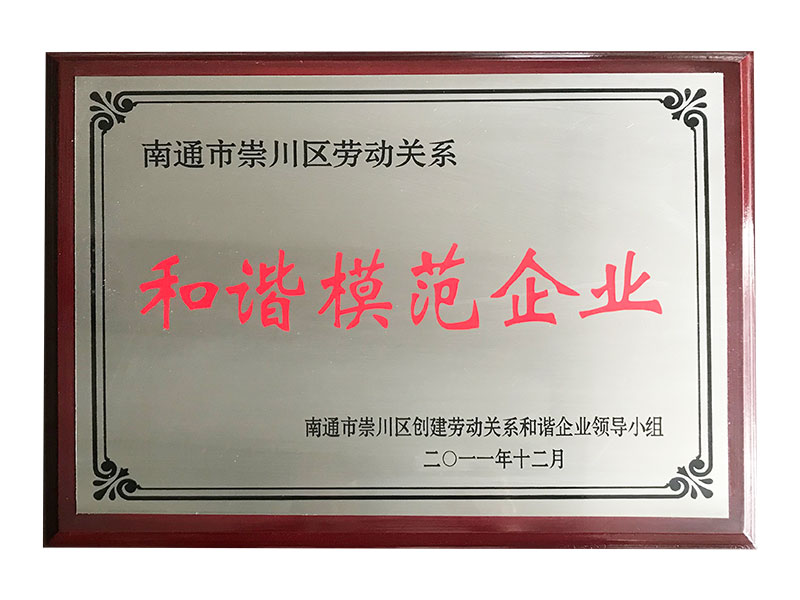 南通市崇川区劳动关系
和谐模范企业
南通市崇川区创建劳动关系和谐企业领导小组
二〇一一年十二月